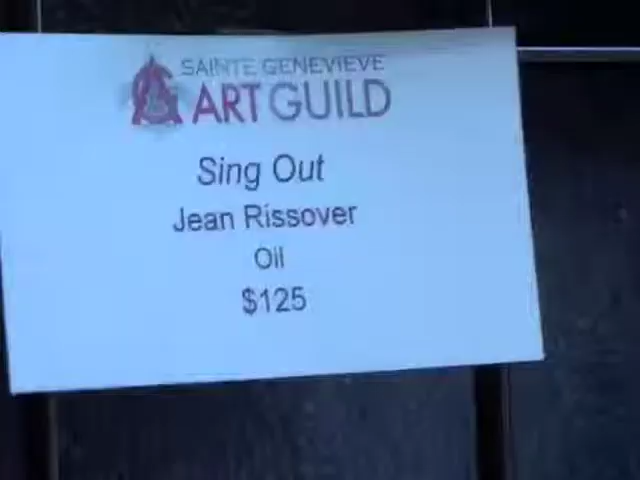 SAINTE GENEVIEVE
ART GUILD
Sing Out
Jean Rissover
Oil
$125